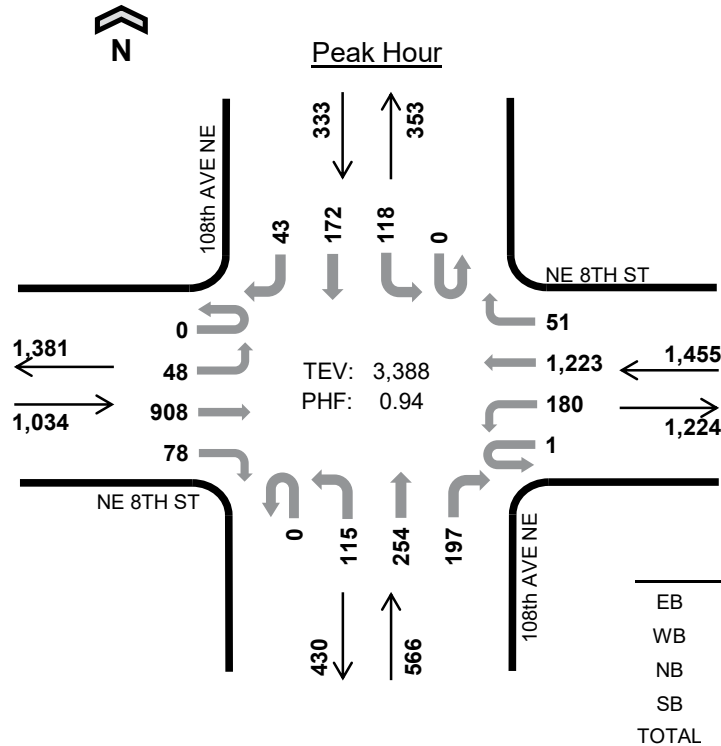 N
Peak Hour
108th AVE NE
333
353
43
172
118
0
NE 8TH ST
0
51
1,381
48
TEV: 3,388
1,223
1,455
1,034
908
PHF: 0.94
180
1,224
78
1
NE 8TH ST
0
115
254
197
108th AVE NE
430
566
EB
WB
NB
SB
TOTAL